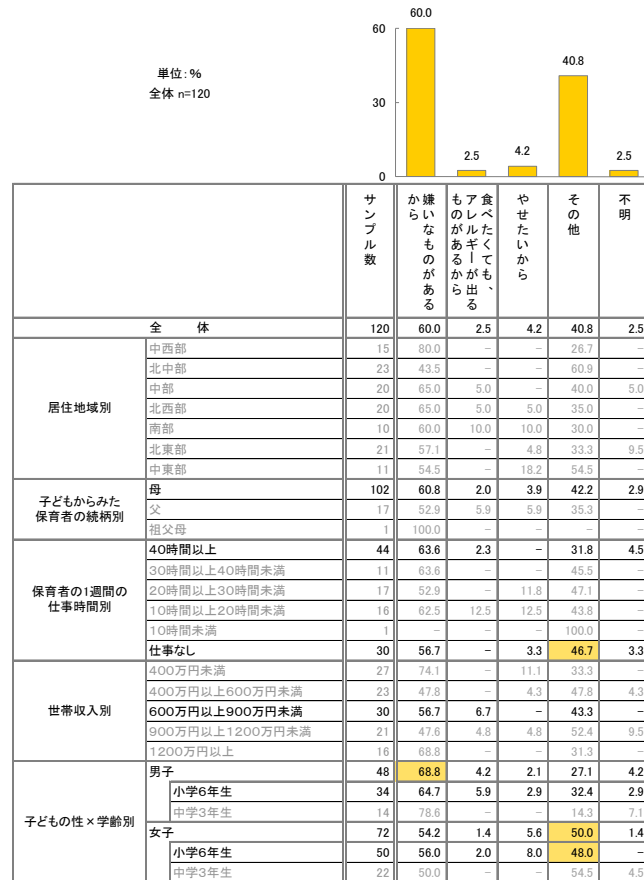 単位：％
全体 n=120
60
30
0
60.0
2.5
4.2
40.8
2.5
サンプル数
嫌いなものがあるから
食べたくても、アレルギーが出るものがあるから
やせたいから
その他
不明
全 体 120 60.0 2.5 4.2 40.8 2.5
居住地域別
中西部 15 80.0 － － 26.7 －
北中部 23 43.5 － － 60.9 －
中部 20 65.0 5.0 － 40.0 5.0
北西部 20 65.0 5.0 5.0 35.0 －
南部 10 60.0 10.0 10.0 30.0 －
北東部 21 57.1 － 4.8 33.3 9.5
中東部 11 54.5 － 18.2 54.5 －
子どもからみた
保育者の続柄別
母 102 60.8 2.0 3.9 42.2 2.9
父 17 52.9 5.9 5.9 35.3 －
祖父母 1 100.0 － － － －
保育者の1週間の
仕事時間別
40時間以上 44 63.6 2.3 － 31.8 4.5
30時間以上40時間未満 11 63.6 － － 45.5 －
20時間以上30時間未満 17 52.9 － 11.8 47.1 －
10時間以上20時間未満 16 62.5 12.5 12.5 43.8 －
10時間未満 1 － － － 100.0 －
仕事なし 30 56.7 － 3.3 46.7 3.3
世帯収入別
400万円未満 27 74.1 － 11.1 33.3 －
400万円以上600万円未満 23 47.8 － 4.3 47.8 4.3
600万円以上900万円未満 30 56.7 6.7 － 43.3 －
900万円以上1200万円未満 21 47.6 4.8 4.8 52.4 9.5
1200万円以上 16 68.8 － － 31.3 －
子どもの性×学齢別
男子 48 68.8 4.2 2.1 27.1 4.2
小学6年生 34 64.7 5.9 2.9 32.4 2.9
中学3年生 14 78.6 － － 14.3 7.1
女子 72 54.2 1.4 5.6 50.0 1.4
小学6年生 50 56.0 2.0 8.0 48.0 －
中学3年生 22 50.0 － － 54.5 4.5